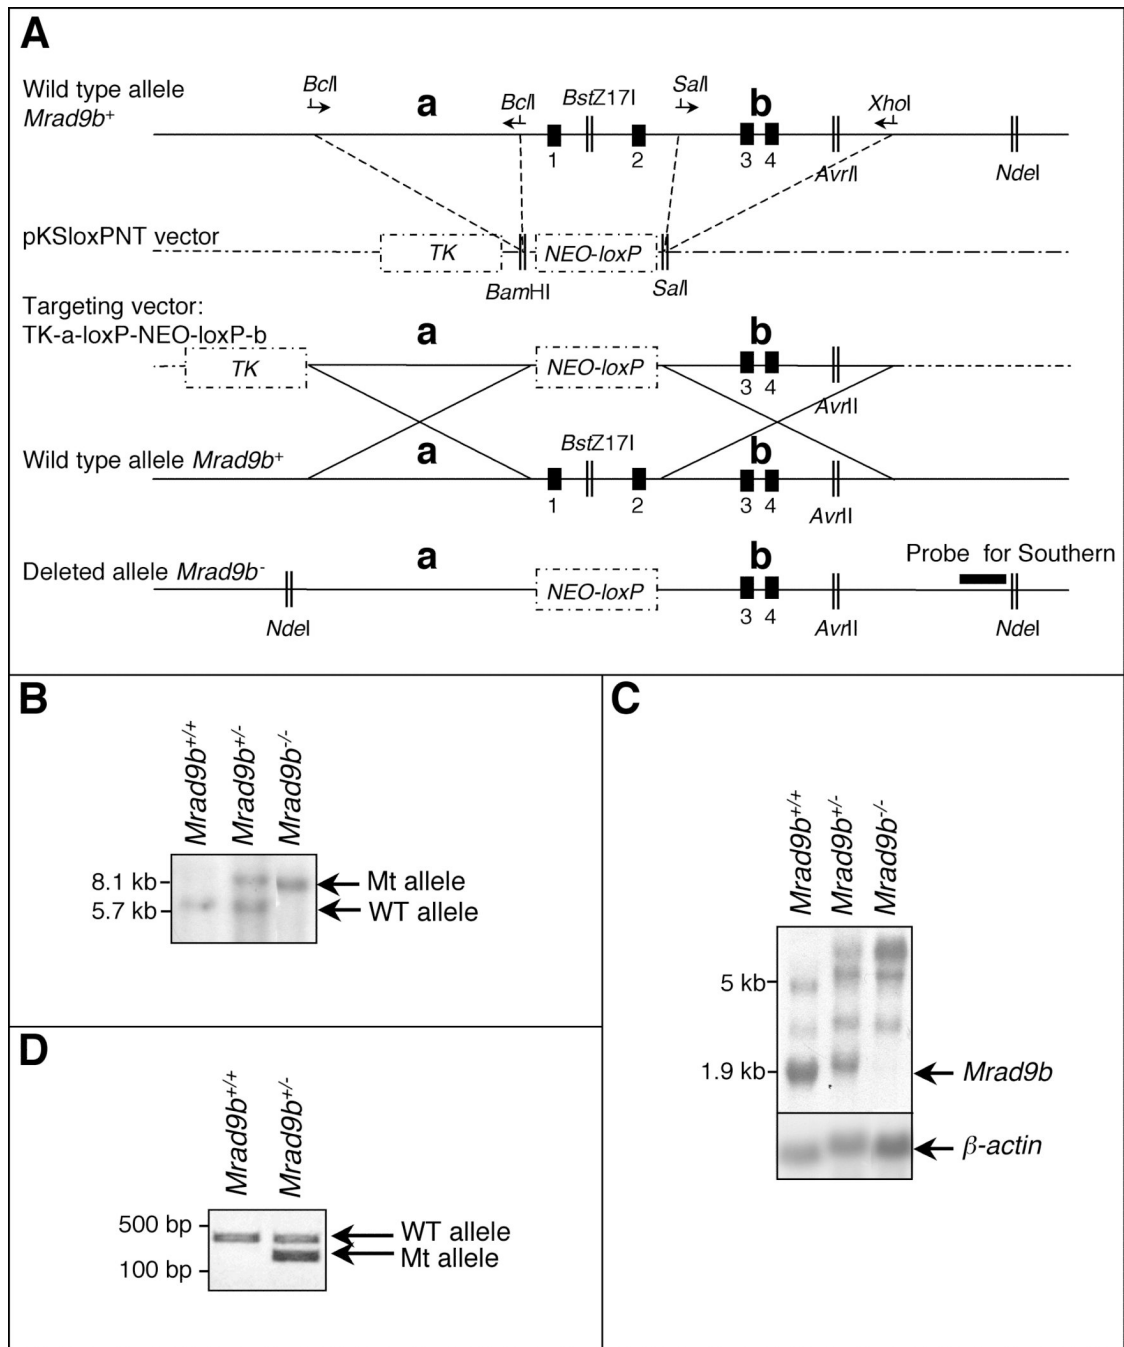 A
Wild type allele
Mrad9b+
BclI
a
BclI
BstZ17I
SalI
b
XhoI
1
2
3
4
AvrII
NdeI
pKSloxPNT vector
TK
NEO-loxP
BamHI
SalI
Targeting vector:
TK-a-loxP-NEO-loxP-b
a
b
TK
NEO-loxP
3
4
AvrII
Wild type allele Mrad9b+
a
BstZ17I
b
1
2
3
4
AvrII
Deleted allele Mrad9b-
a
b
Probe for Southern
NEO-loxP
NdeI
3
4
AvrII
NdeI
B
Mrad9b+/+
Mrad9b+/-
Mrad9b-/-
8.1 kb
Mt allele
5.7 kb
WT allele
C
Mrad9b+/+
Mrad9b+/-
Mrad9b-/-
5 kb
1.9 kb
Mrad9b
β-actin
D
Mrad9b+/+
Mrad9b+/-
500 bp
WT allele
Mt allele
100 bp